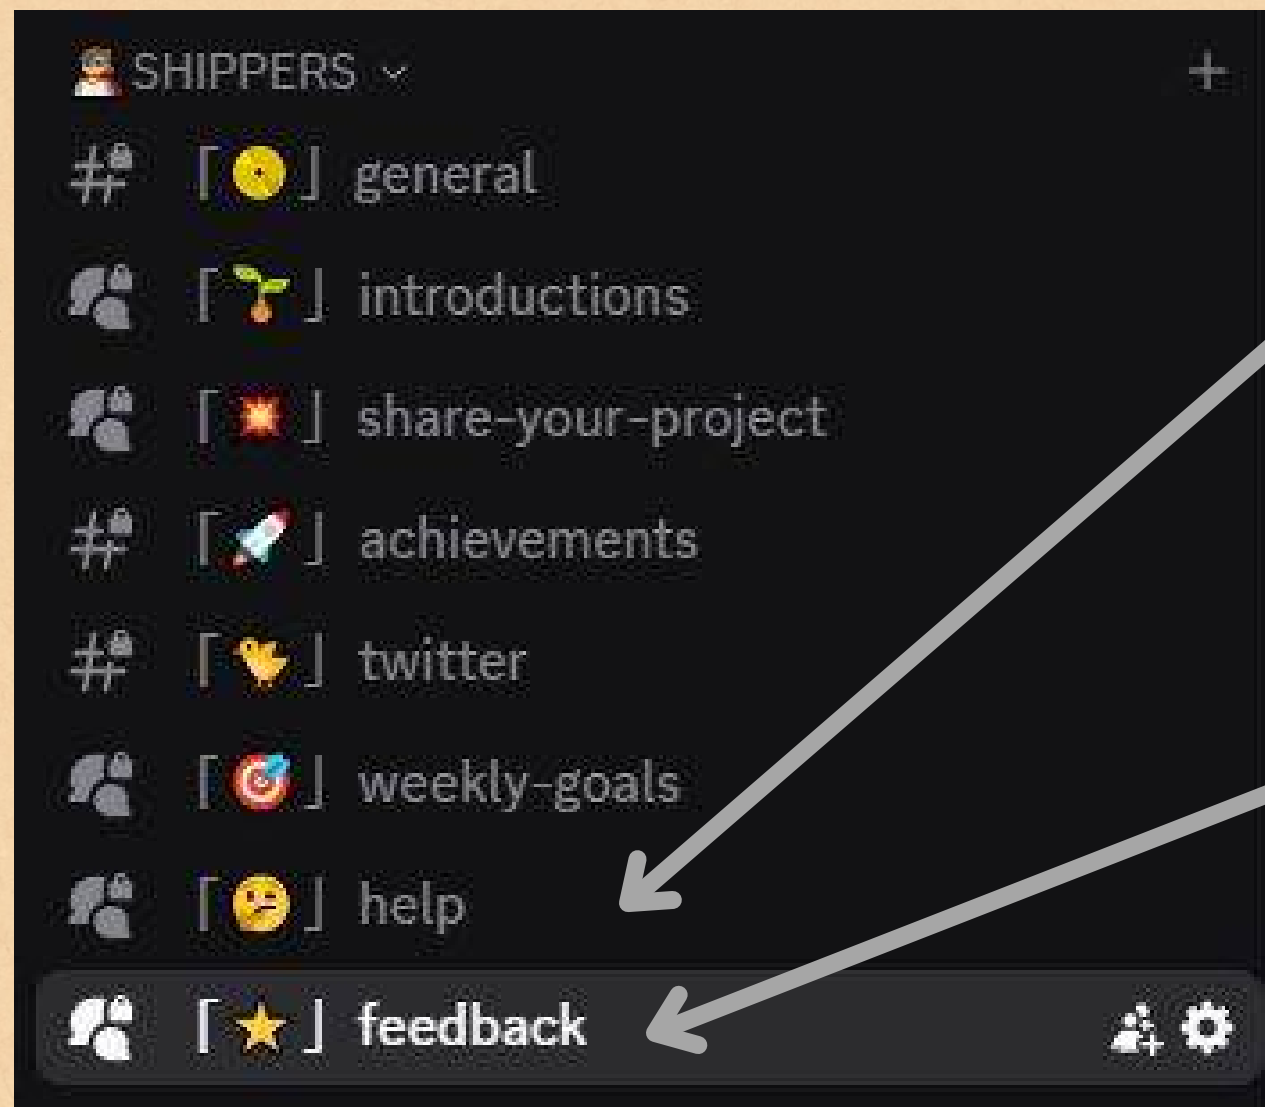 SHIPPERS
# 「」 general
「」 introductions
「」 share-your-project
# 「」 achievements
# 「」 twitter
「」 weekly-goals
「」 help
「」 feedback